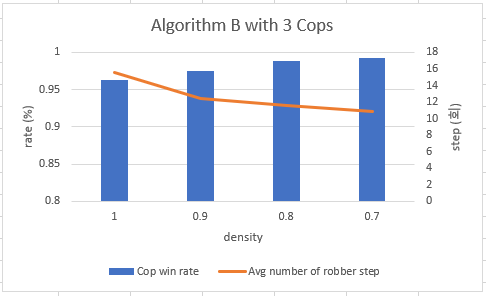 Algorithm B with 3 Cops
1 18
16
0.95 14
12
0.9 10
8
0.85 6
4
2
0.8 0
rate (%)
step (회)
1 0.9 0.8 0.7
density
Cop win rate Avg number of robber step